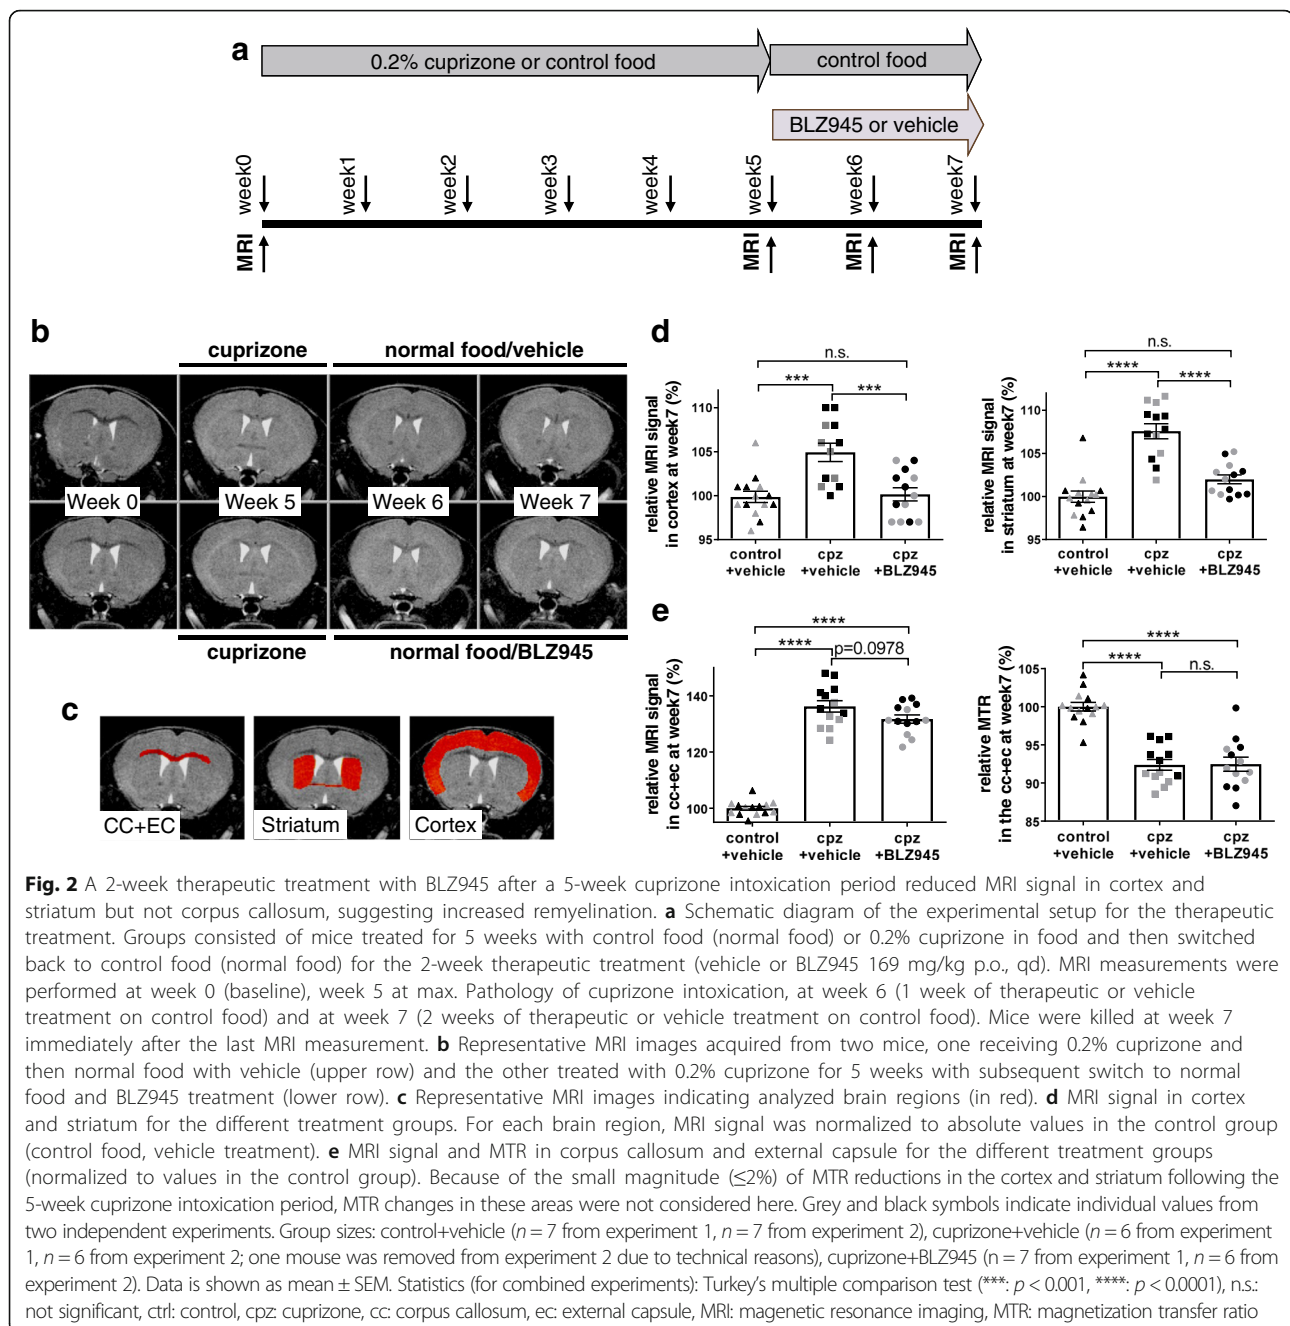 a
0.2% cuprizone or control food
control food
BLZ945 or vehicle
week0
week1
week2
week3
week4
week5
week6
week7
MRI
MRI
MRI
MRI
b
cuprizone
normal food/vehicle
Week 0
Week 5
Week 6
Week 7
cuprizone
normal food/BLZ945
c
CC+EC
Striatum
Cortex
d
relative MRI signal
in cortex at week7 (%)
n.s.
***
***
110
105
100
95
control
+vehicle
cpz
+vehicle
cpz
+BLZ945
relative MRI signal
in striatum at week7 (%)
n.s.
****
****
110
105
100
95
control
+vehicle
cpz
+vehicle
cpz
+BLZ945
e
relative MRI signal
in cc+ec at week7 (%)
****
****
p=0.0978
140
120
100
control
+vehicle
cpz
+vehicle
cpz
+BLZ945
relative MTR
in the cc+ec at week7 (%)
****
****
n.s.
105
100
95
90
85
control
+vehicle
cpz
+vehicle
cpz
+BLZ945
Fig. 2 A 2-week therapeutic treatment with BLZ945 after a 5-week cuprizone intoxication period reduced MRI signal in cortex and
striatum but not corpus callosum, suggesting increased remyelination. a Schematic diagram of the experimental setup for the therapeutic
treatment. Groups consisted of mice treated for 5 weeks with control food (normal food) or 0.2% cuprizone in food and then switched
back to control food (normal food) for the 2-week therapeutic treatment (vehicle or BLZ945 169 mg/kg p.o., qd). MRI measurements were
performed at week 0 (baseline), week 5 at max. Pathology of cuprizone intoxication, at week 6 (1 week of therapeutic or vehicle
treatment on control food) and at week 7 (2 weeks of therapeutic or vehicle treatment on control food). Mice were killed at week 7
immediately after the last MRI measurement. b Representative MRI images acquired from two mice, one receiving 0.2% cuprizone and
then normal food with vehicle (upper row) and the other treated with 0.2% cuprizone for 5 weeks with subsequent switch to normal
food and BLZ945 treatment (lower row). c Representative MRI images indicating analyzed brain regions (in red). d MRI signal in cortex
and striatum for the different treatment groups. For each brain region, MRI signal was normalized to absolute values in the control group
(control food, vehicle treatment). e MRI signal and MTR in corpus callosum and external capsule for the different treatment groups
(normalized to values in the control group). Because of the small magnitude (≤2%) of MTR reductions in the cortex and striatum following the
5-week cuprizone intoxication period, MTR changes in these areas were not considered here. Grey and black symbols indicate individual values from
two independent experiments. Group sizes: control+vehicle (n = 7 from experiment 1, n = 7 from experiment 2), cuprizone+vehicle (n = 6 from experiment
1, n = 6 from experiment 2; one mouse was removed from experiment 2 due to technical reasons), cuprizone+BLZ945 (n = 7 from experiment 1, n = 6 from
experiment 2). Data is shown as mean ± SEM. Statistics (for combined experiments): Turkey's multiple comparison test (***: p < 0.001, ****: p < 0.0001), n.s.:
not significant, ctrl: control, cpz: cuprizone, cc: corpus callosum, ec: external capsule, MRI: magenetic resonance imaging, MTR: magnetization transfer ratio